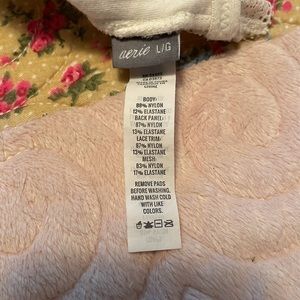 aerie L/G
BODY:
88% NYLON
12% ELASTANE
BACK PANEL:
87% NYLON
13% ELASTANE
LACE TRIM:
87% NYLON
13% ELASTANE
MESH:
83% NYLON
17% ELASTANE
REMOVE PADS
BEFORE WASHING.
HAND WASH COLD
WITH LIKE
COLORS.